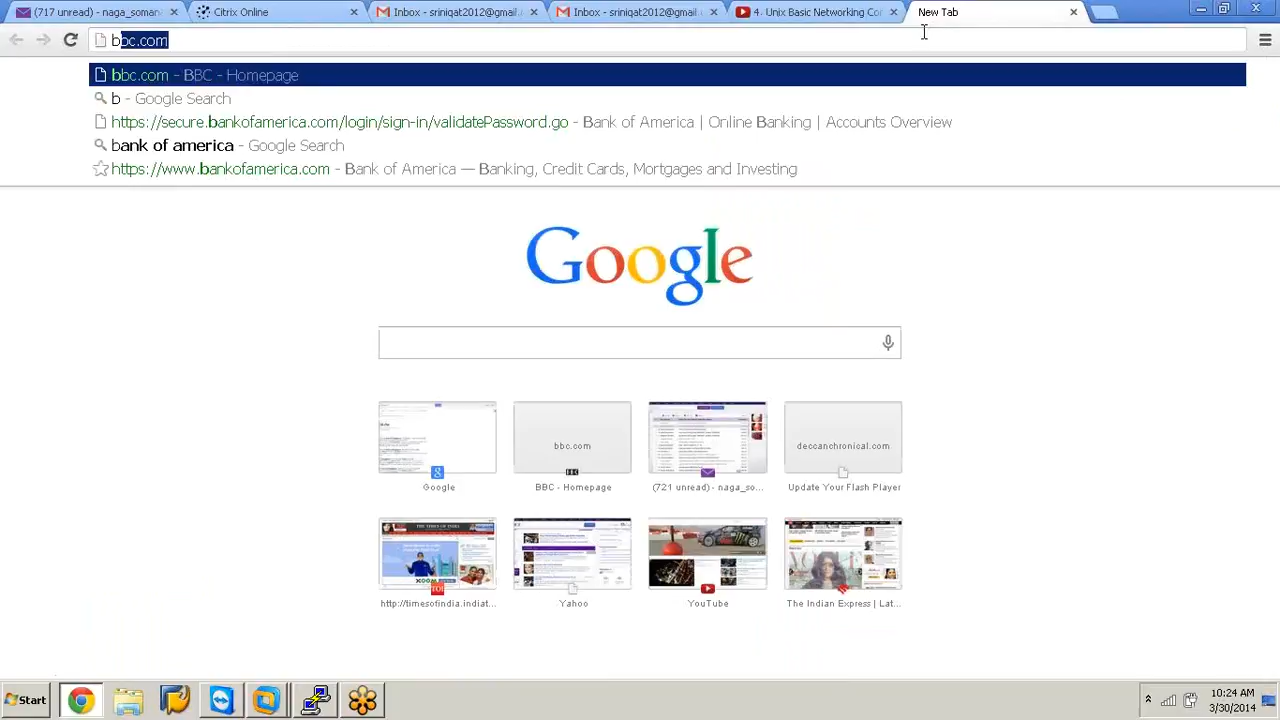 (717 unread) - naga_soman
Citrix Online
Inbox - sriniqat2012@gmail.
Inbox - sriniqat2012@gmail
4- Unix Basic Networking Co
New Tab
bbc.com
bbc.com - BBC - Homepage
b - Google Search
https://secure.bankofamerica.com/login/sign-in/validatePassword.go - Bank of America | Online Banking | Accounts Overview
bank of america - Google Search
https://www.bankofamerica.com - Bank of America — Banking, Credit Cards, Mortgages and Investing
Google
bbc.com
deccanchronicat.com
Google
BBC - Homepage
(721 unread) - naga_so...
Update Your Flash Player
http://timesofindia.indiat...
Yahoo
YouTube
The Indian Express | Lat...
Start
10:24 AM
3/30/2014